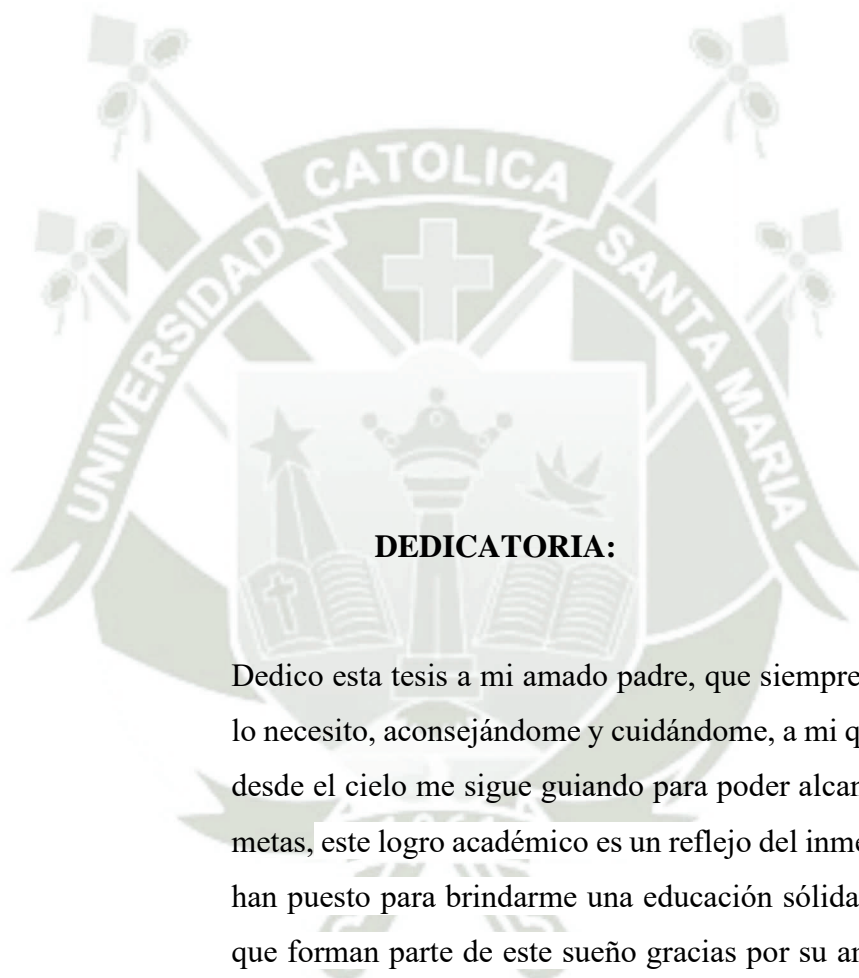 UNIVERSIDAD CATOLICA SANTA MARIA
DEDICATORIA:
Dedico esta tesis a mi amado padre, que siempre
lo necesito, aconsejándome y cuidándome, a mi
desde el cielo me sigue guiando para poder
metas, este logro académico es un reflejo del
han puesto para brindarme una educación sólida
que forman parte de este sueño gracias por su